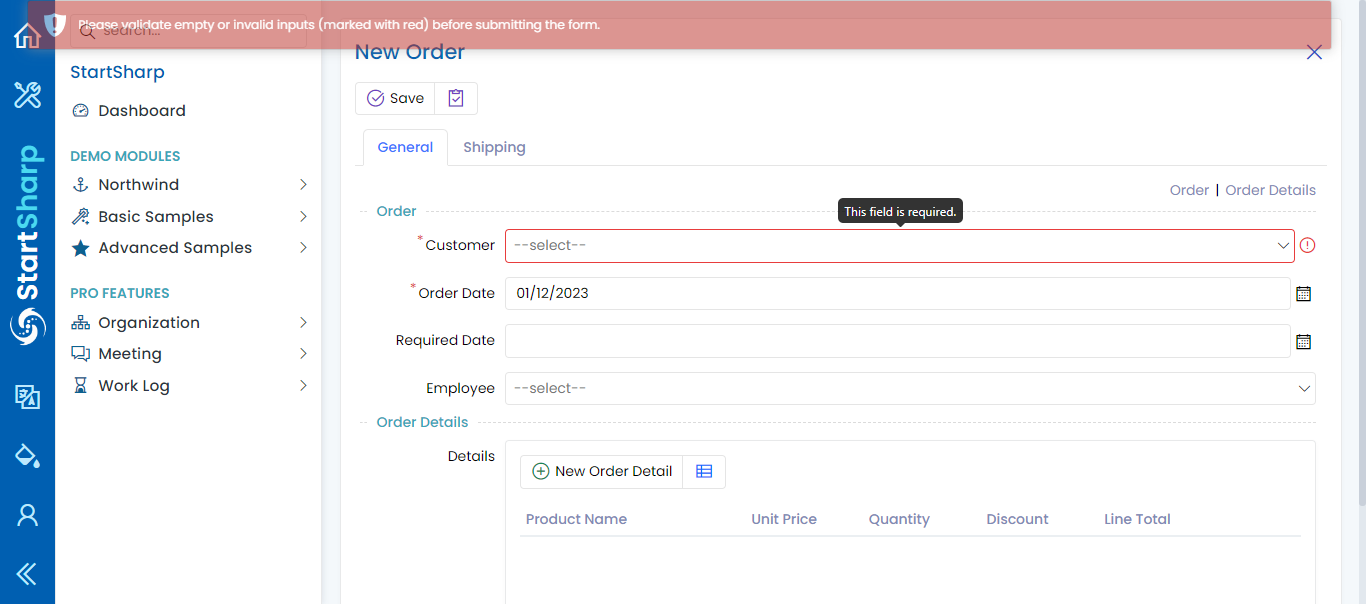 Please validate empty or invalid inputs (marked with red) before submitting the form.
search...
StartSharp
StartSharp
Dashboard
DEMO MODULES
Northwind
Basic Samples
Advanced Samples
PRO FEATURES
Organization
Meeting
Work Log
New Order
Save
General Shipping
Order | Order Details
Order
This field is required.
*Customer --select--
*Order Date 01/12/2023
Required Date
Employee --select--
Order Details
Details
New Order Detail
Product Name Unit Price Quantity Discount Line Total